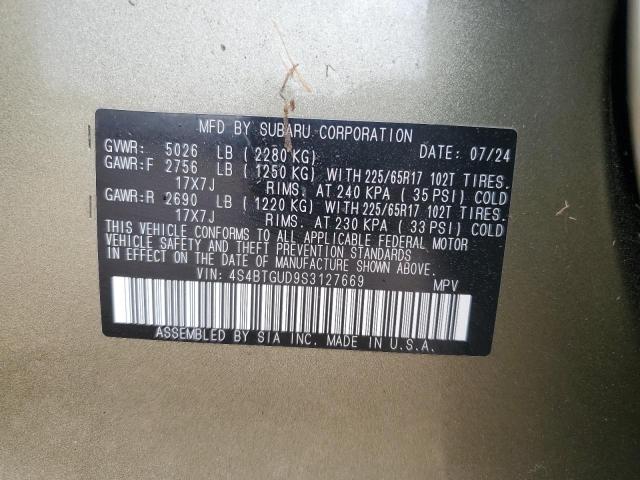 MFD BY SUBARU CORPORATION
GVWR: 5026 LB ( 2280 KG) DATE: 07/24
GAWR:F 2756 LB ( 1250 KG) WITH 225/65R17 102T TIRES.
17X7J RIMS. AT 240 KPA ( 35 PSI) COLD
GAWR:R 2690 LB ( 1220 KG) WITH 225/65R17 102T TIRES.
17X7J RIMS. AT 230 KPA ( 33 PSI) COLD
THIS VEHICLE CONFORMS TO ALL APPLICABLE FEDERAL MOTOR
VEHICLE SAFETY AND THEFT PREVENTION STANDARDS
IN EFFECT ON THE DATE OF MANUFACTURE SHOWN ABOVE.
VIN: 4S4BTGUD9S3127669 MPV
ASSEMBLED BY SIA INC. MADE IN U.S.A.